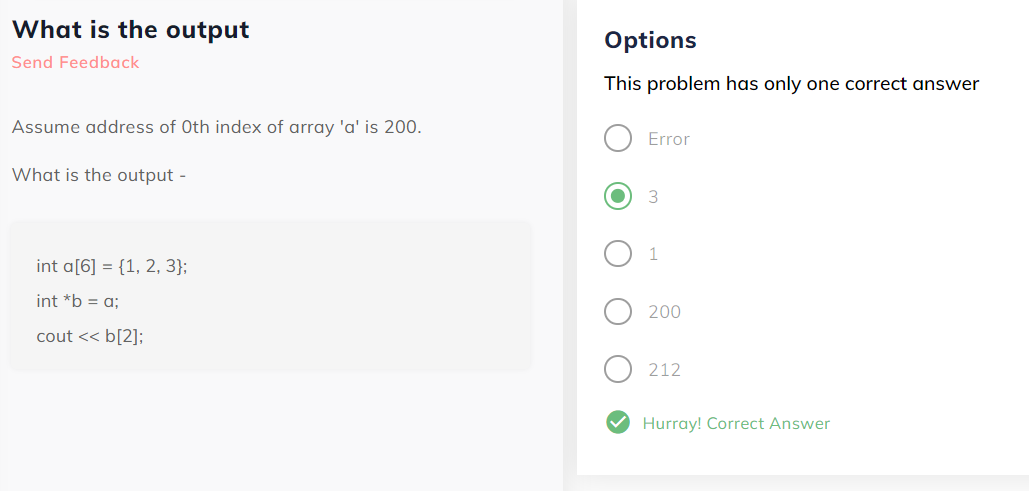 What is the output
Send Feedback
Assume address of 0th index of array 'a' is 200.
What is the output -
int a[6] = {1, 2, 3};
int *b = a;
cout << b[2];
Options
This problem has only one correct answer
Error
3
1
200
212
Hurray! Correct Answer